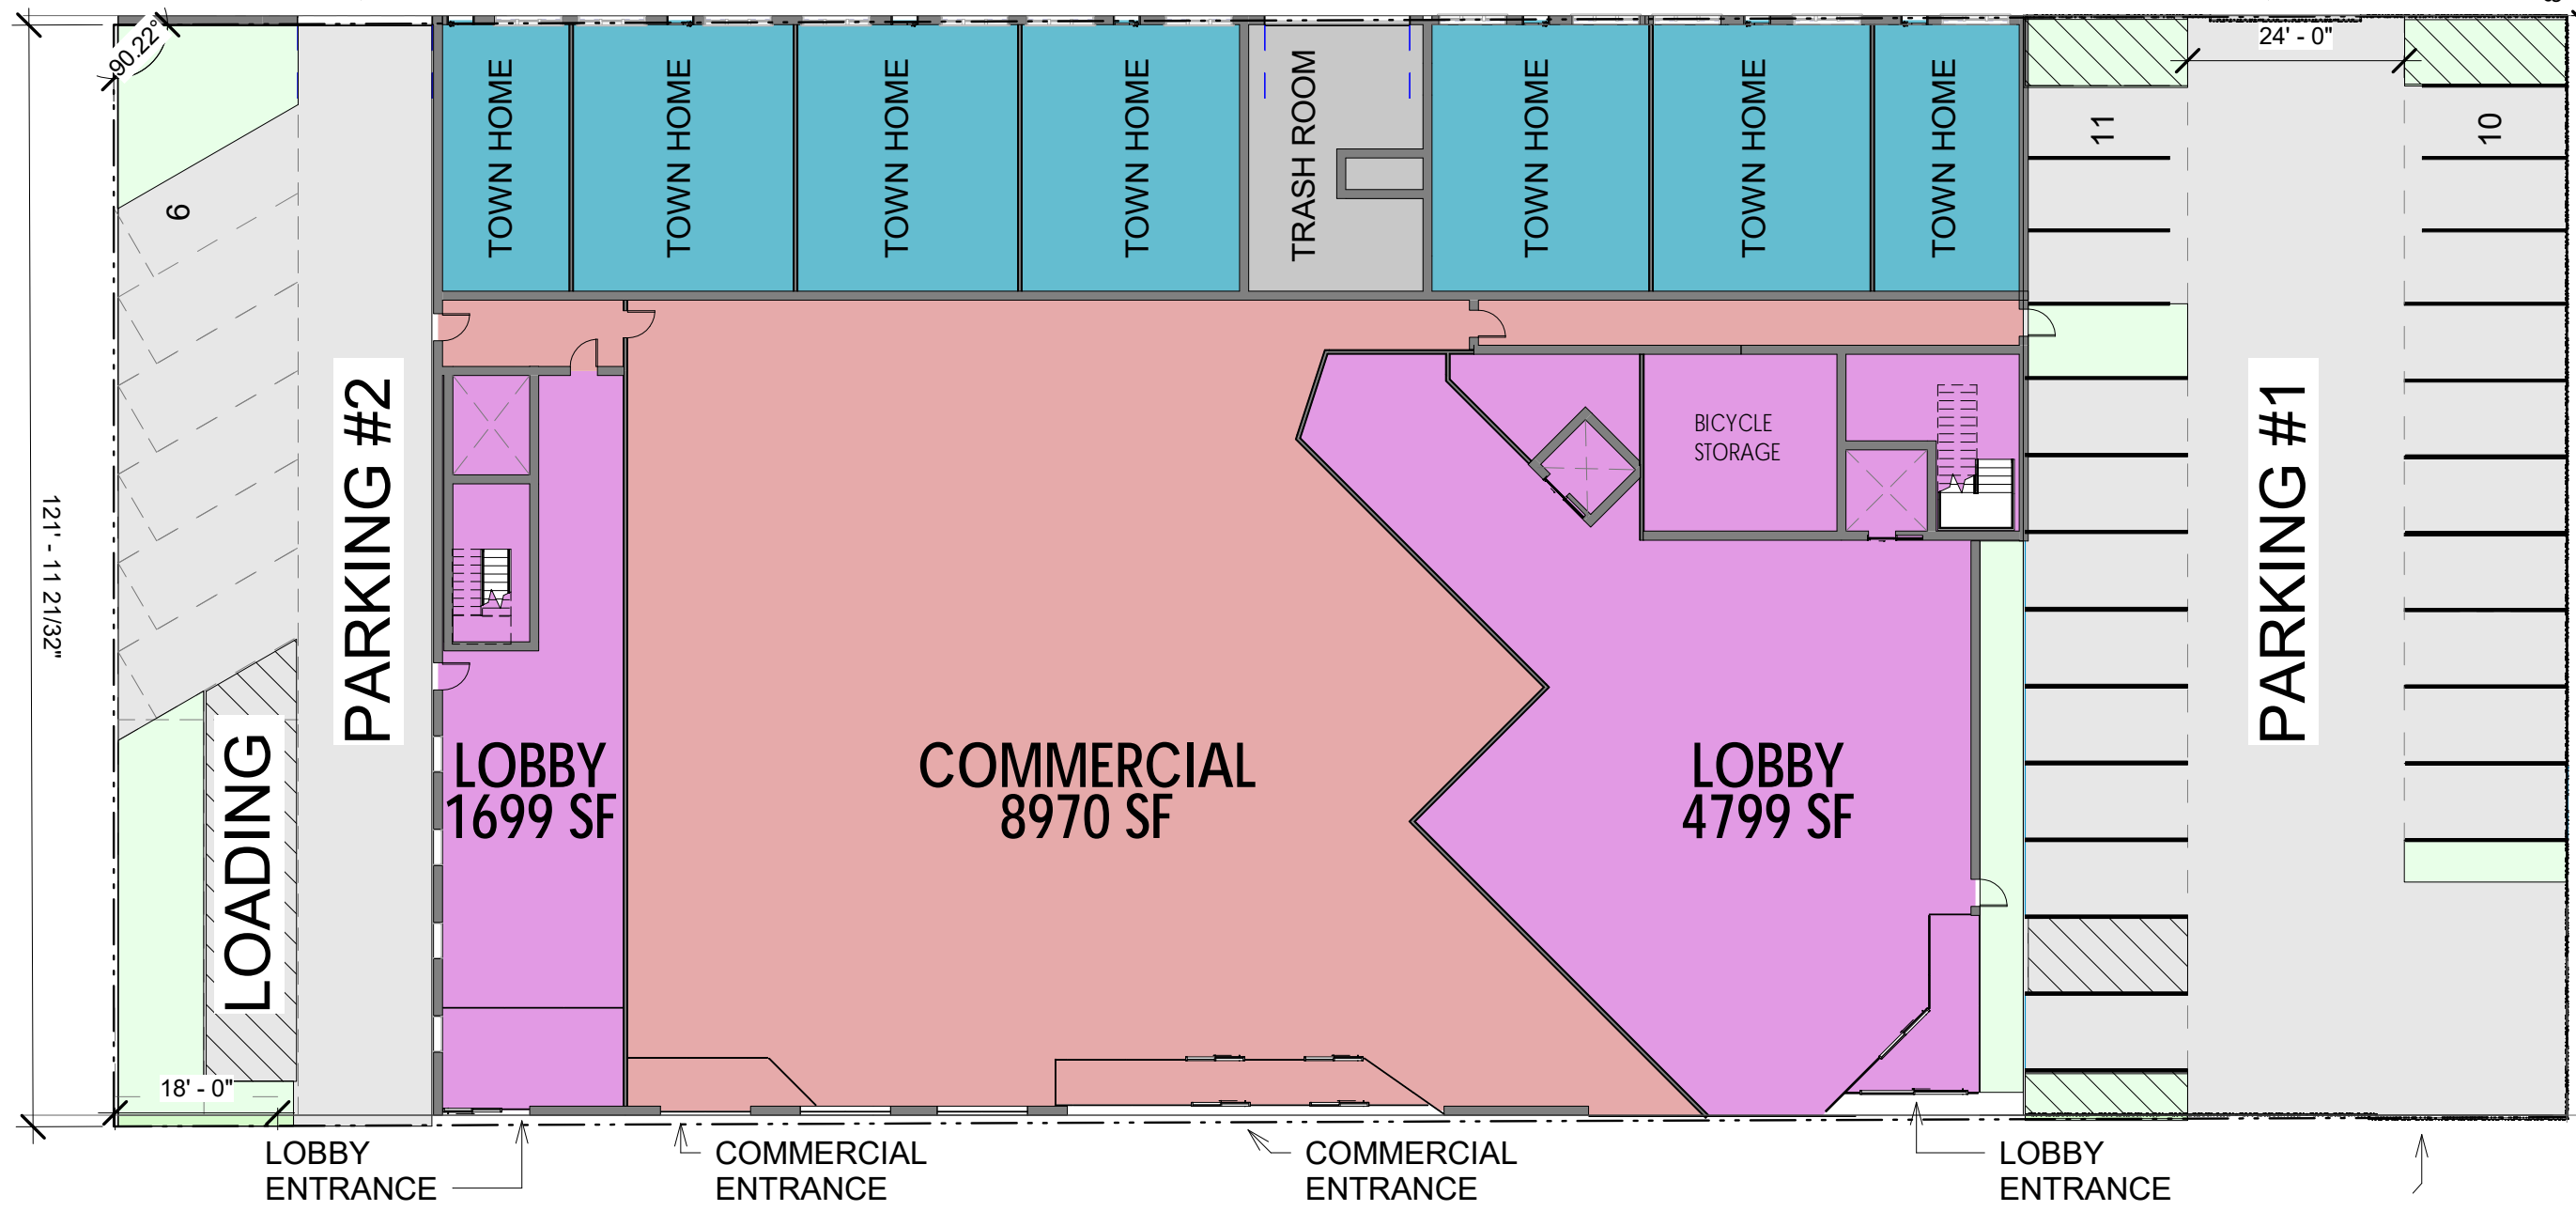 90.22°
24' - 0"
TOWN HOME
TOWN HOME
TOWN HOME
TOWN HOME
TRASH ROOM
TOWN HOME
TOWN HOME
TOWN HOME
11
10
6
BICYCLE
STORAGE
121' - 11 21/32"
PARKING #2
PARKING #1
LOADING
LOBBY
1699 SF
COMMERCIAL
8970 SF
LOBBY
4799 SF
18' - 0"
LOBBY
ENTRANCE
COMMERCIAL
ENTRANCE
COMMERCIAL
ENTRANCE
LOBBY
ENTRANCE